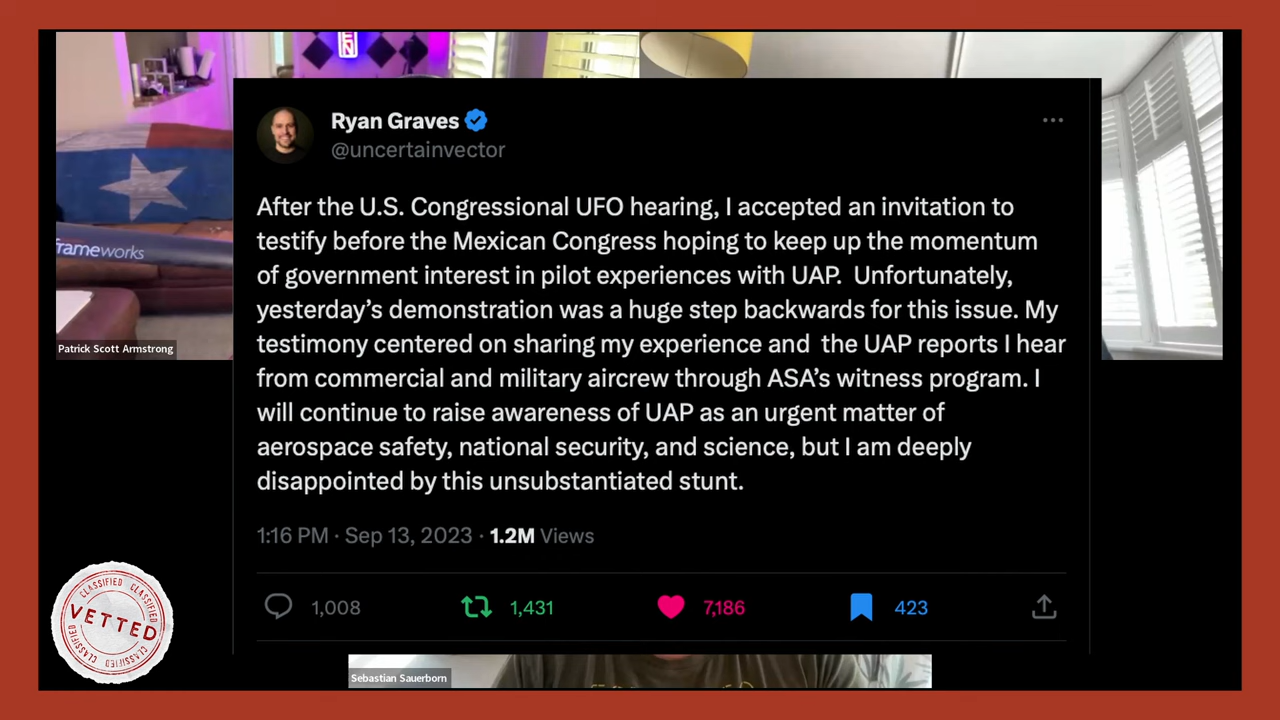 Ryan Graves
@uncertainvector
After the U.S. Congressional UFO hearing, I accepted an invitation to
testify before the Mexican Congress hoping to keep up the momentum
of government interest in pilot experiences with UAP.  Unfortunately,
yesterday’s demonstration was a huge step backwards for this issue. My
testimony centered on sharing my experience and  the UAP reports I hear
from commercial and military aircrew through ASA’s witness program. I
will continue to raise awareness of UAP as an urgent matter of
aerospace safety, national security, and science, but I am deeply
disappointed by this unsubstantiated stunt.
1:16 PM · Sep 13, 2023 · 1.2M Views
1,008 1,431 7,186 423
frameworks
Patrick Scott Armstrong
CLASSIFIED CLASSIFIED
VETTED
CLASSIFIED CLASSIFIED
Sebastian Sauerborn